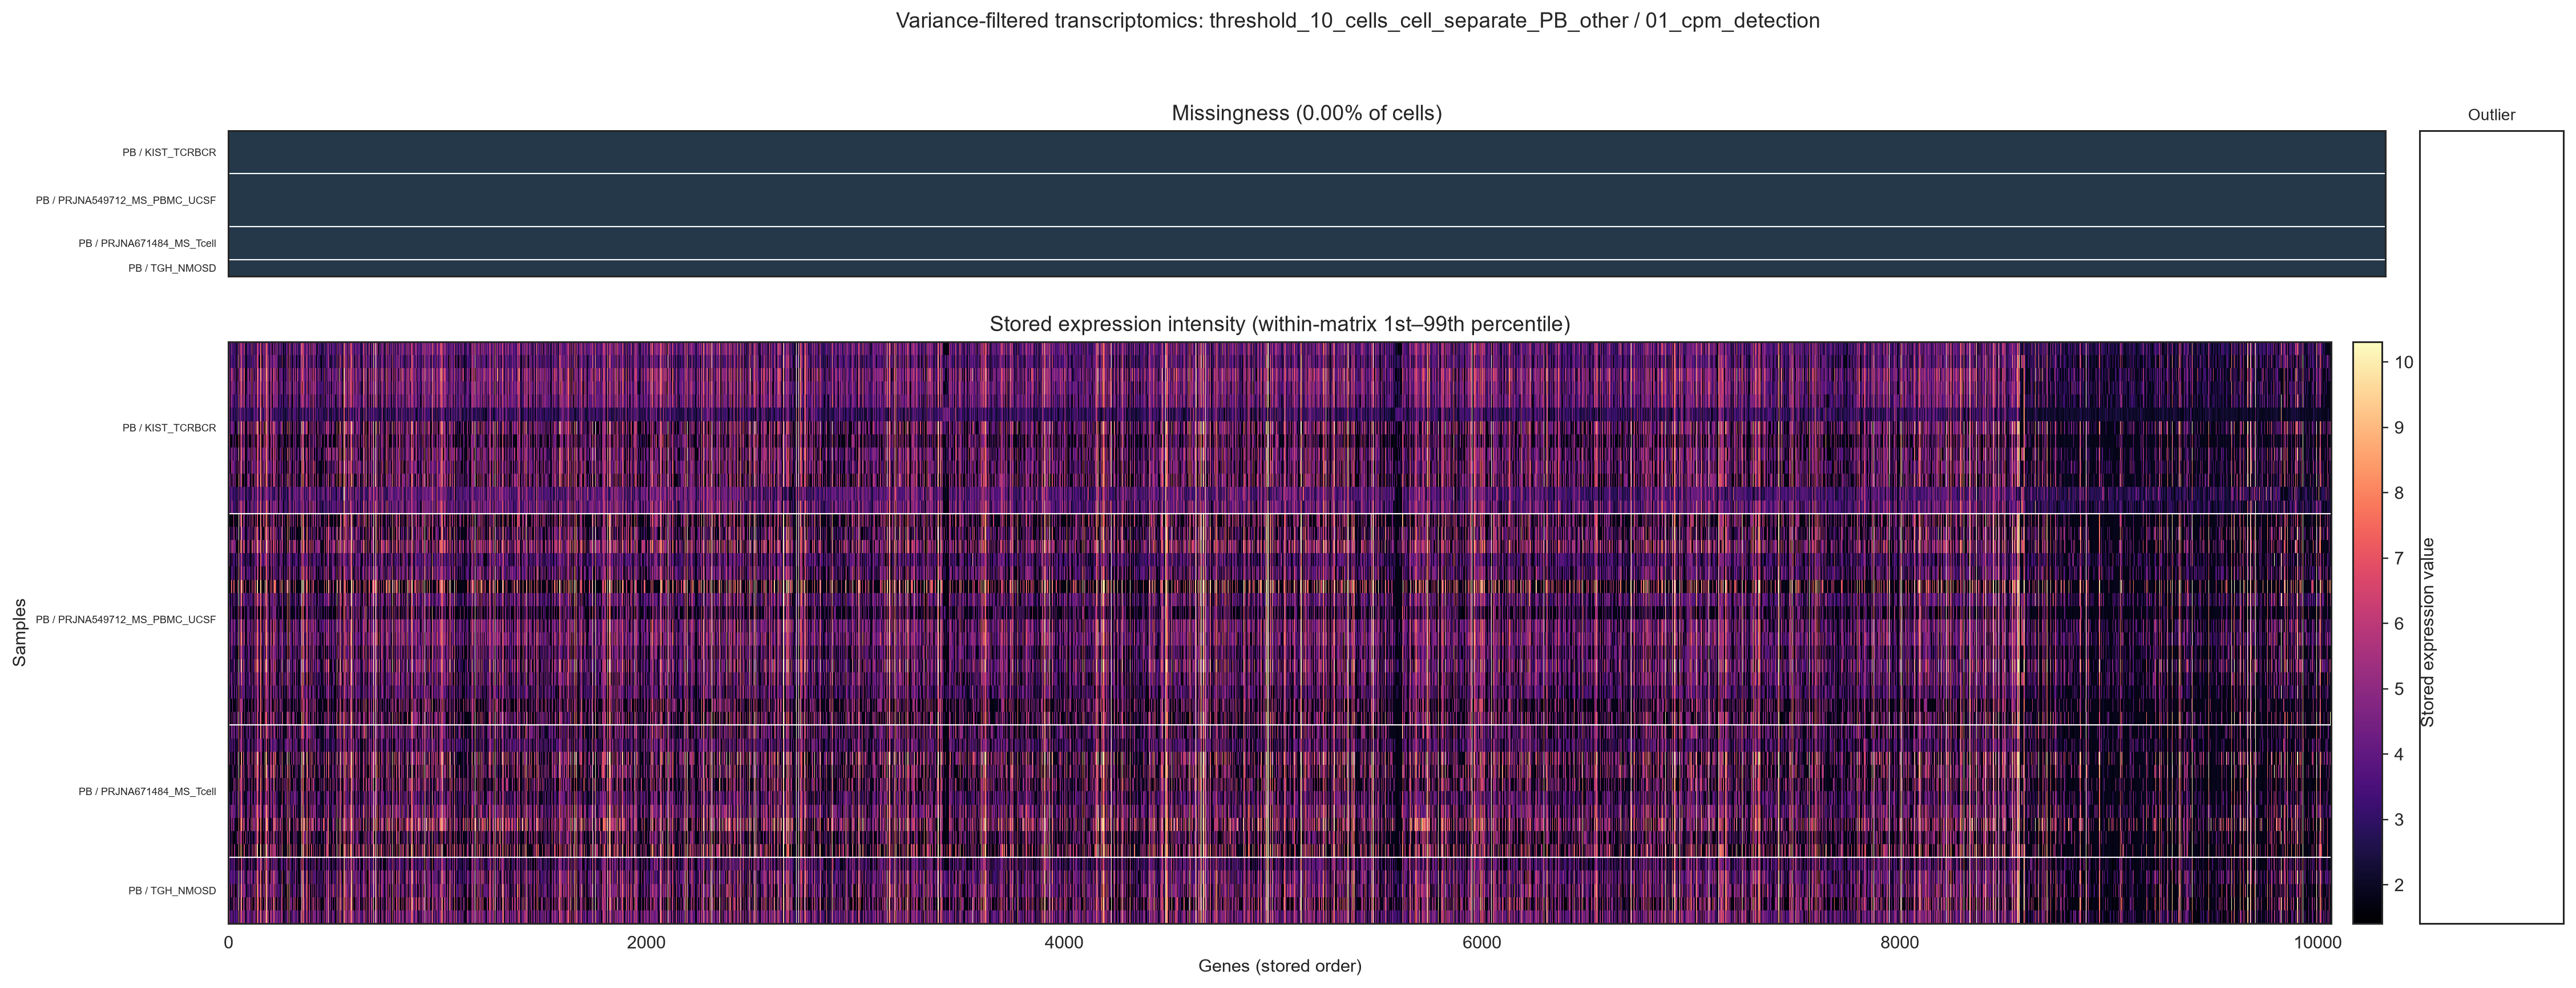 Variance-filtered transcriptomics: threshold_10_cells_cell_separate_PB_other / 01_cpm_detection
Missingness (0.00% of cells)
Outlier
PB / KIST_TCRBCR
PB / PRJNA549712_MS_PBMC_UCSF
PB / PRJNA671484_MS_Tcell
PB / TGH_NMOSD
Stored expression intensity (within-matrix 1st–99th percentile)
Samples
PB / KIST_TCRBCR
PB / PRJNA549712_MS_PBMC_UCSF
PB / PRJNA671484_MS_Tcell
PB / TGH_NMOSD
10
9
8
7
6
5
4
3
2
Stored expression value
0 2000 4000 6000 8000 10000
Genes (stored order)